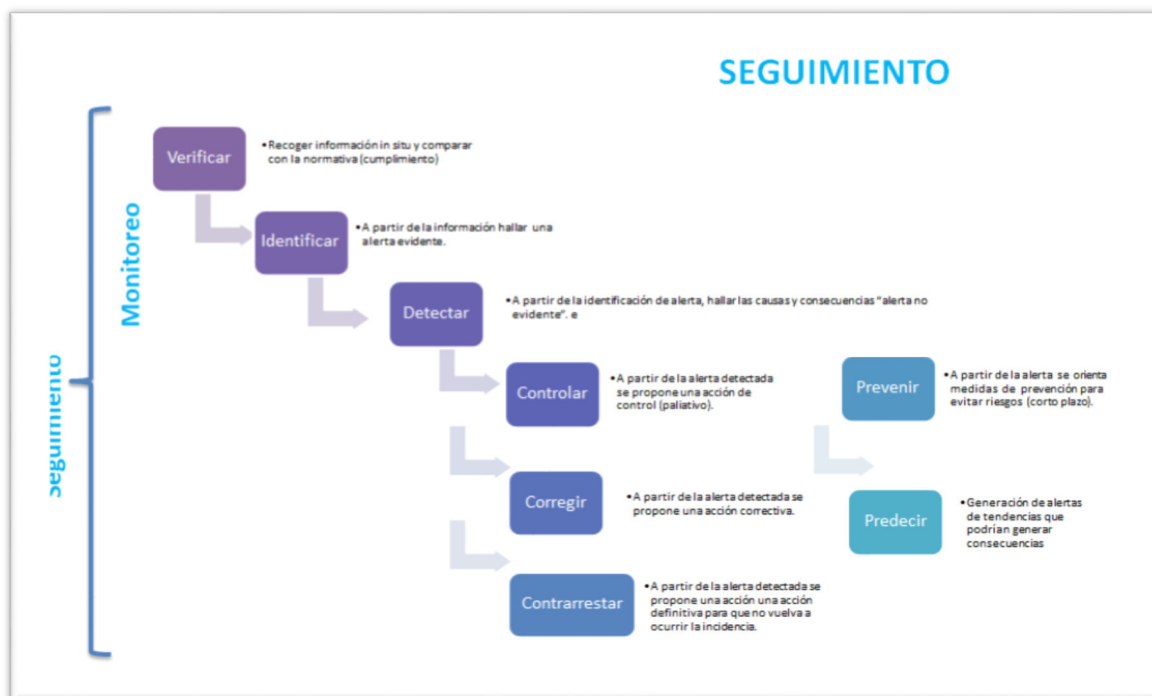 SEGUIMIENTO
Seguimiento
Monitoreo
Verificar
•Recoger información in situ y comparar
con la normativa (cumplimiento)
Identificar
•A partir de la información hallar una
alerta evidente.
Detectar
•A partir de la identificación de alerta, hallar las causas y consecuencias "alerta no
evidente". e
Controlar
•A partir de la alerta detectada
se propone una acción de
control (paliativo).
Prevenir
•A partir de la alerta se orienta
medidas de prevención para
evitar riesgos (corto plazo).
Corregir
•A partir de la alerta detectada se
propone una acción correctiva.
Predecir
•Generación de alertas
de tendencias que
podrían generar
consecuencias
Contrarrestar
•A partir de la alerta detectada se
propone una acción una acción
definitiva para que no vuelva a
ocurrir la incidencia.